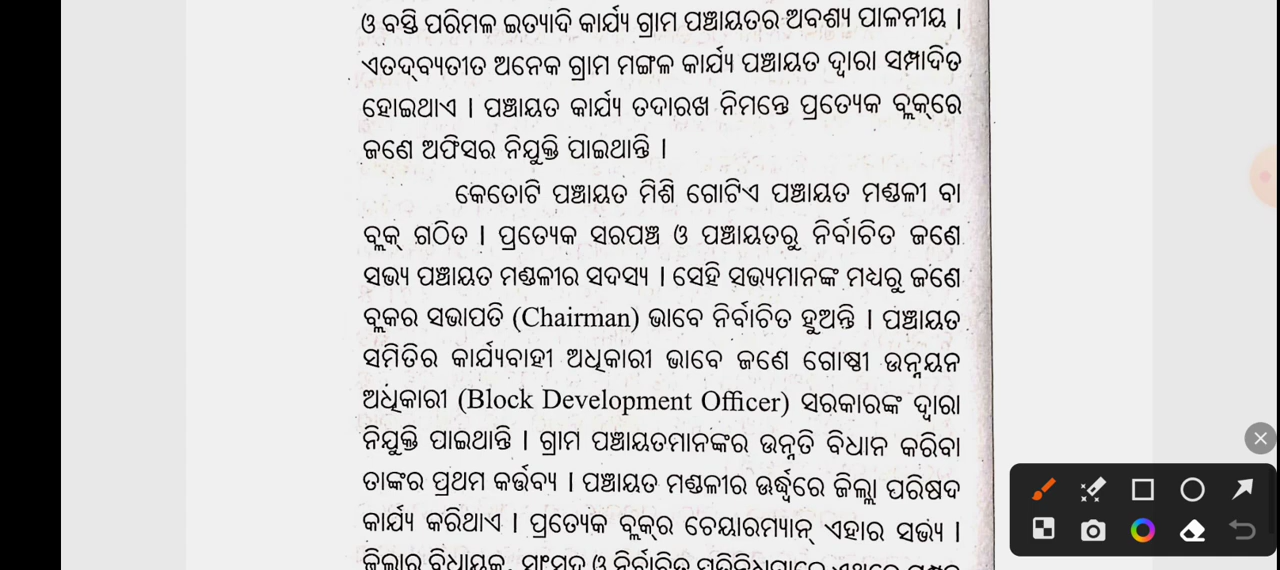 ଓ ବସ୍ତି ପରିମଳ ଇତ୍ୟାଦି କାର୍ଯ୍ୟ ଗ୍ରାମ ପଞ୍ଚାୟତର ଅବଶ୍ୟ ପାଳନୀୟ ।
ଏତଦ୍‌ବ୍ୟତୀତ ଅନେକ ଗ୍ରାମ ମଙ୍ଗଳ କାର୍ଯ୍ୟ ପଞ୍ଚାୟତ ଦ୍ୱାରା ସମ୍ପାଦିତ
ହୋଇଥାଏ । ପଞ୍ଚାୟତ କାର୍ଯ୍ୟ ତଦାରଖ ନିମନ୍ତେ ପ୍ରତ୍ୟେକ ବ୍ଲକ୍‌ରେ
ଜଣେ ଅଫିସର ନିଯୁକ୍ତି ପାଇଥାନ୍ତି ।
କେତୋଟି ପଞ୍ଚାୟତ ମିଶି ଗୋଟିଏ ପଞ୍ଚାୟତ ମଣ୍ଡଳୀ ବା
ବ୍ଲକ୍ ଗଠିତ । ପ୍ରତ୍ୟେକ ସରପଞ୍ଚ ଓ ପଞ୍ଚାୟତରୁ ନିର୍ବାଚିତ ଜଣେ
ସଭ୍ୟ ପଞ୍ଚାୟତ ମଣ୍ଡଳୀର ସଦସ୍ୟ । ସେହି ସଭ୍ୟମାନଙ୍କ ମଧ୍ୟରୁ ଜଣେ
ବ୍ଲକର ସଭାପତି (Chairman) ଭାବେ ନିର୍ବାଚିତ ହୁଅନ୍ତି । ପଞ୍ଚାୟତ
ସମିତିର କାର୍ଯ୍ୟବାହୀ ଅଧିକାରୀ ଭାବେ ଜଣେ ଗୋଷ୍ଠୀ ଉନ୍ନୟନ
ଅଧିକାରୀ (Block Development Officer) ସରକାରଙ୍କ ଦ୍ୱାରା
ନିଯୁକ୍ତି ପାଇଥାନ୍ତି । ଗ୍ରାମ ପଞ୍ଚାୟତମାନଙ୍କର ଉନ୍ନତି ବିଧାନ କରିବା
ତାଙ୍କର ପ୍ରଥମ କର୍ତ୍ତବ୍ୟ । ପଞ୍ଚାୟତ ମଣ୍ଡଳୀର ଊର୍ଦ୍ଧ୍ୱରେ ଜିଲ୍ଲା ପରିଷଦ
କାର୍ଯ୍ୟ କରିଥାଏ । ପ୍ରତ୍ୟେକ ବ୍ଲକ୍‌ର ଚେୟାରମ୍ୟାନ୍ ଏହାର ସଭ୍ୟ ।
ଜିଲ୍ଲାର ବିଧାୟକ, ସାଂସଦ ଓ ନିର୍ବାଚିତ